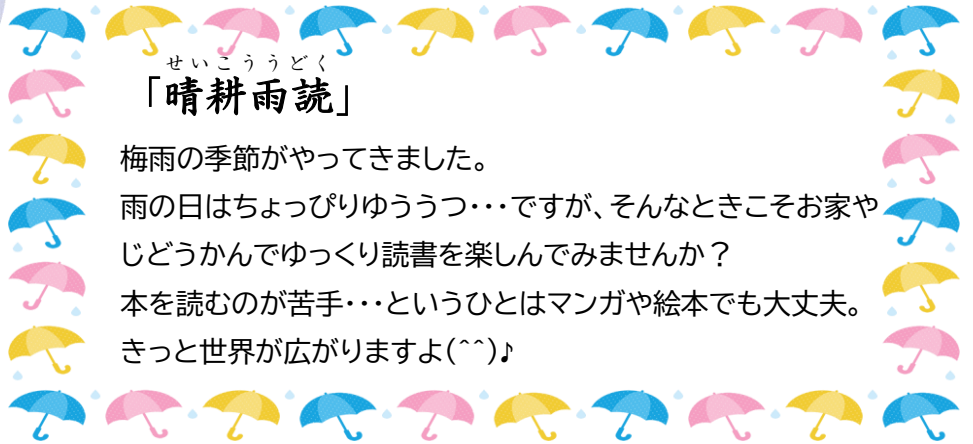 せいこううどく
「晴耕雨読」
梅雨の季節がやってきました。
雨の日はちょっぴりゆううつ・・・ですが、そんなときこそお家や
じどうかんでゆっくり読書を楽しんでみませんか？
本を読むのが苦手・・・というひとはマンガや絵本でも大丈夫。
きっと世界が広がりますよ(^^)♪